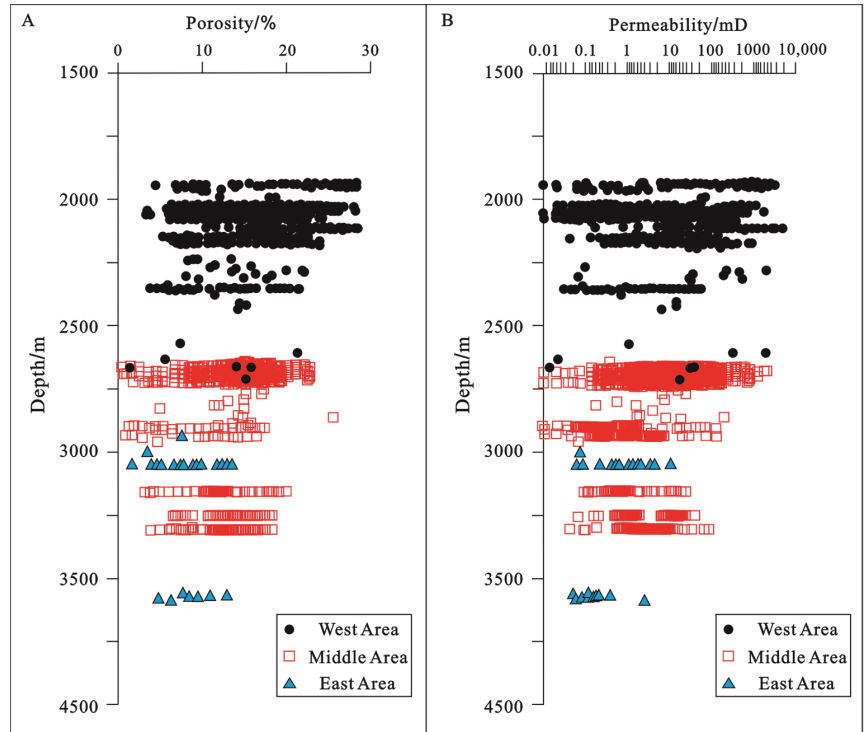 A
Porosity/%
0 10 20 30
1500
2000
2500
3000
3500
4500
Depth/m
West Area
Middle Area
East Area
B
Permeability/mD
0.01 0.1 1 10 100 1000 10,000
1500
2000
2500
3000
3500
4500
Depth/m
West Area
Middle Area
East Area